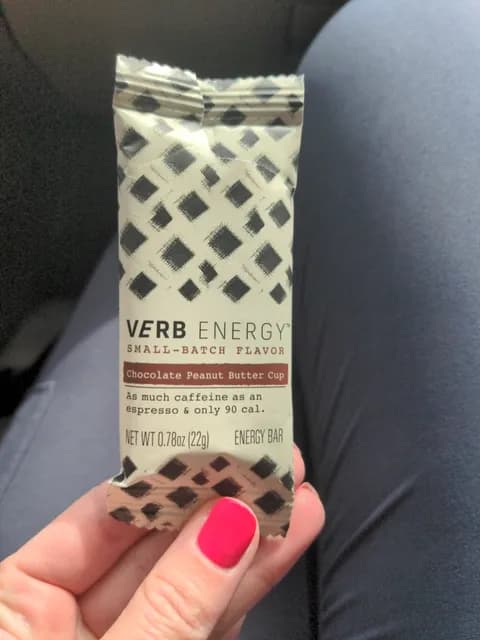 VERB ENERGY™
SMALL-BATCH FLAVOR
Chocolate Peanut Butter Cup
As much caffeine as an
espresso & only 90 cal.
NET WT 0.78oz (22g) ENERGY BAR